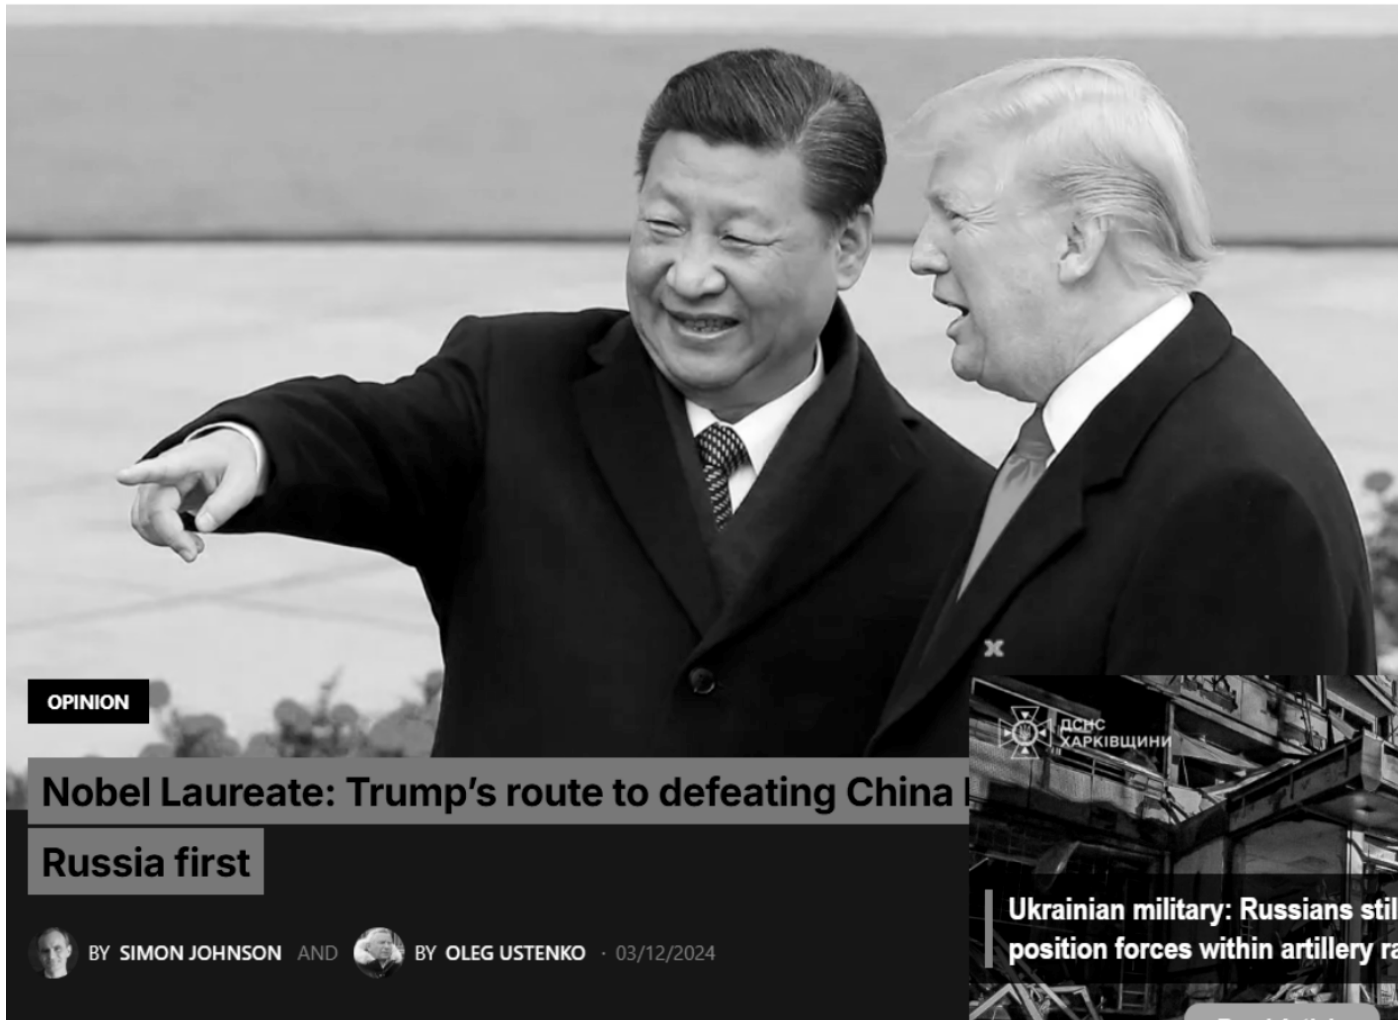 OPINION
Nobel Laureate: Trump’s route to defeating China
Russia first
BY SIMON JOHNSON AND BY OLEG USTENKO · 03/12/2024
ДСНС
ХАРКІВЩИНИ
Ukrainian military: Russians
position forces within artillery